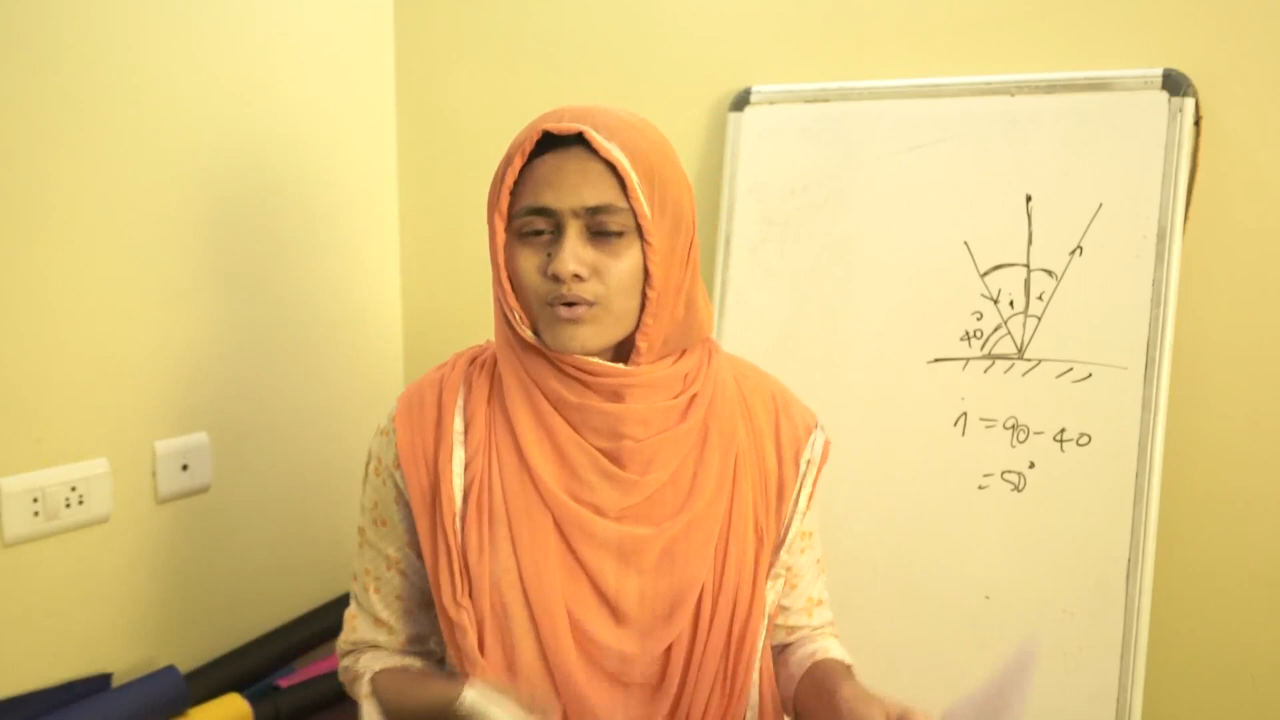 i r
40°
i = 90 - 40
= 50°